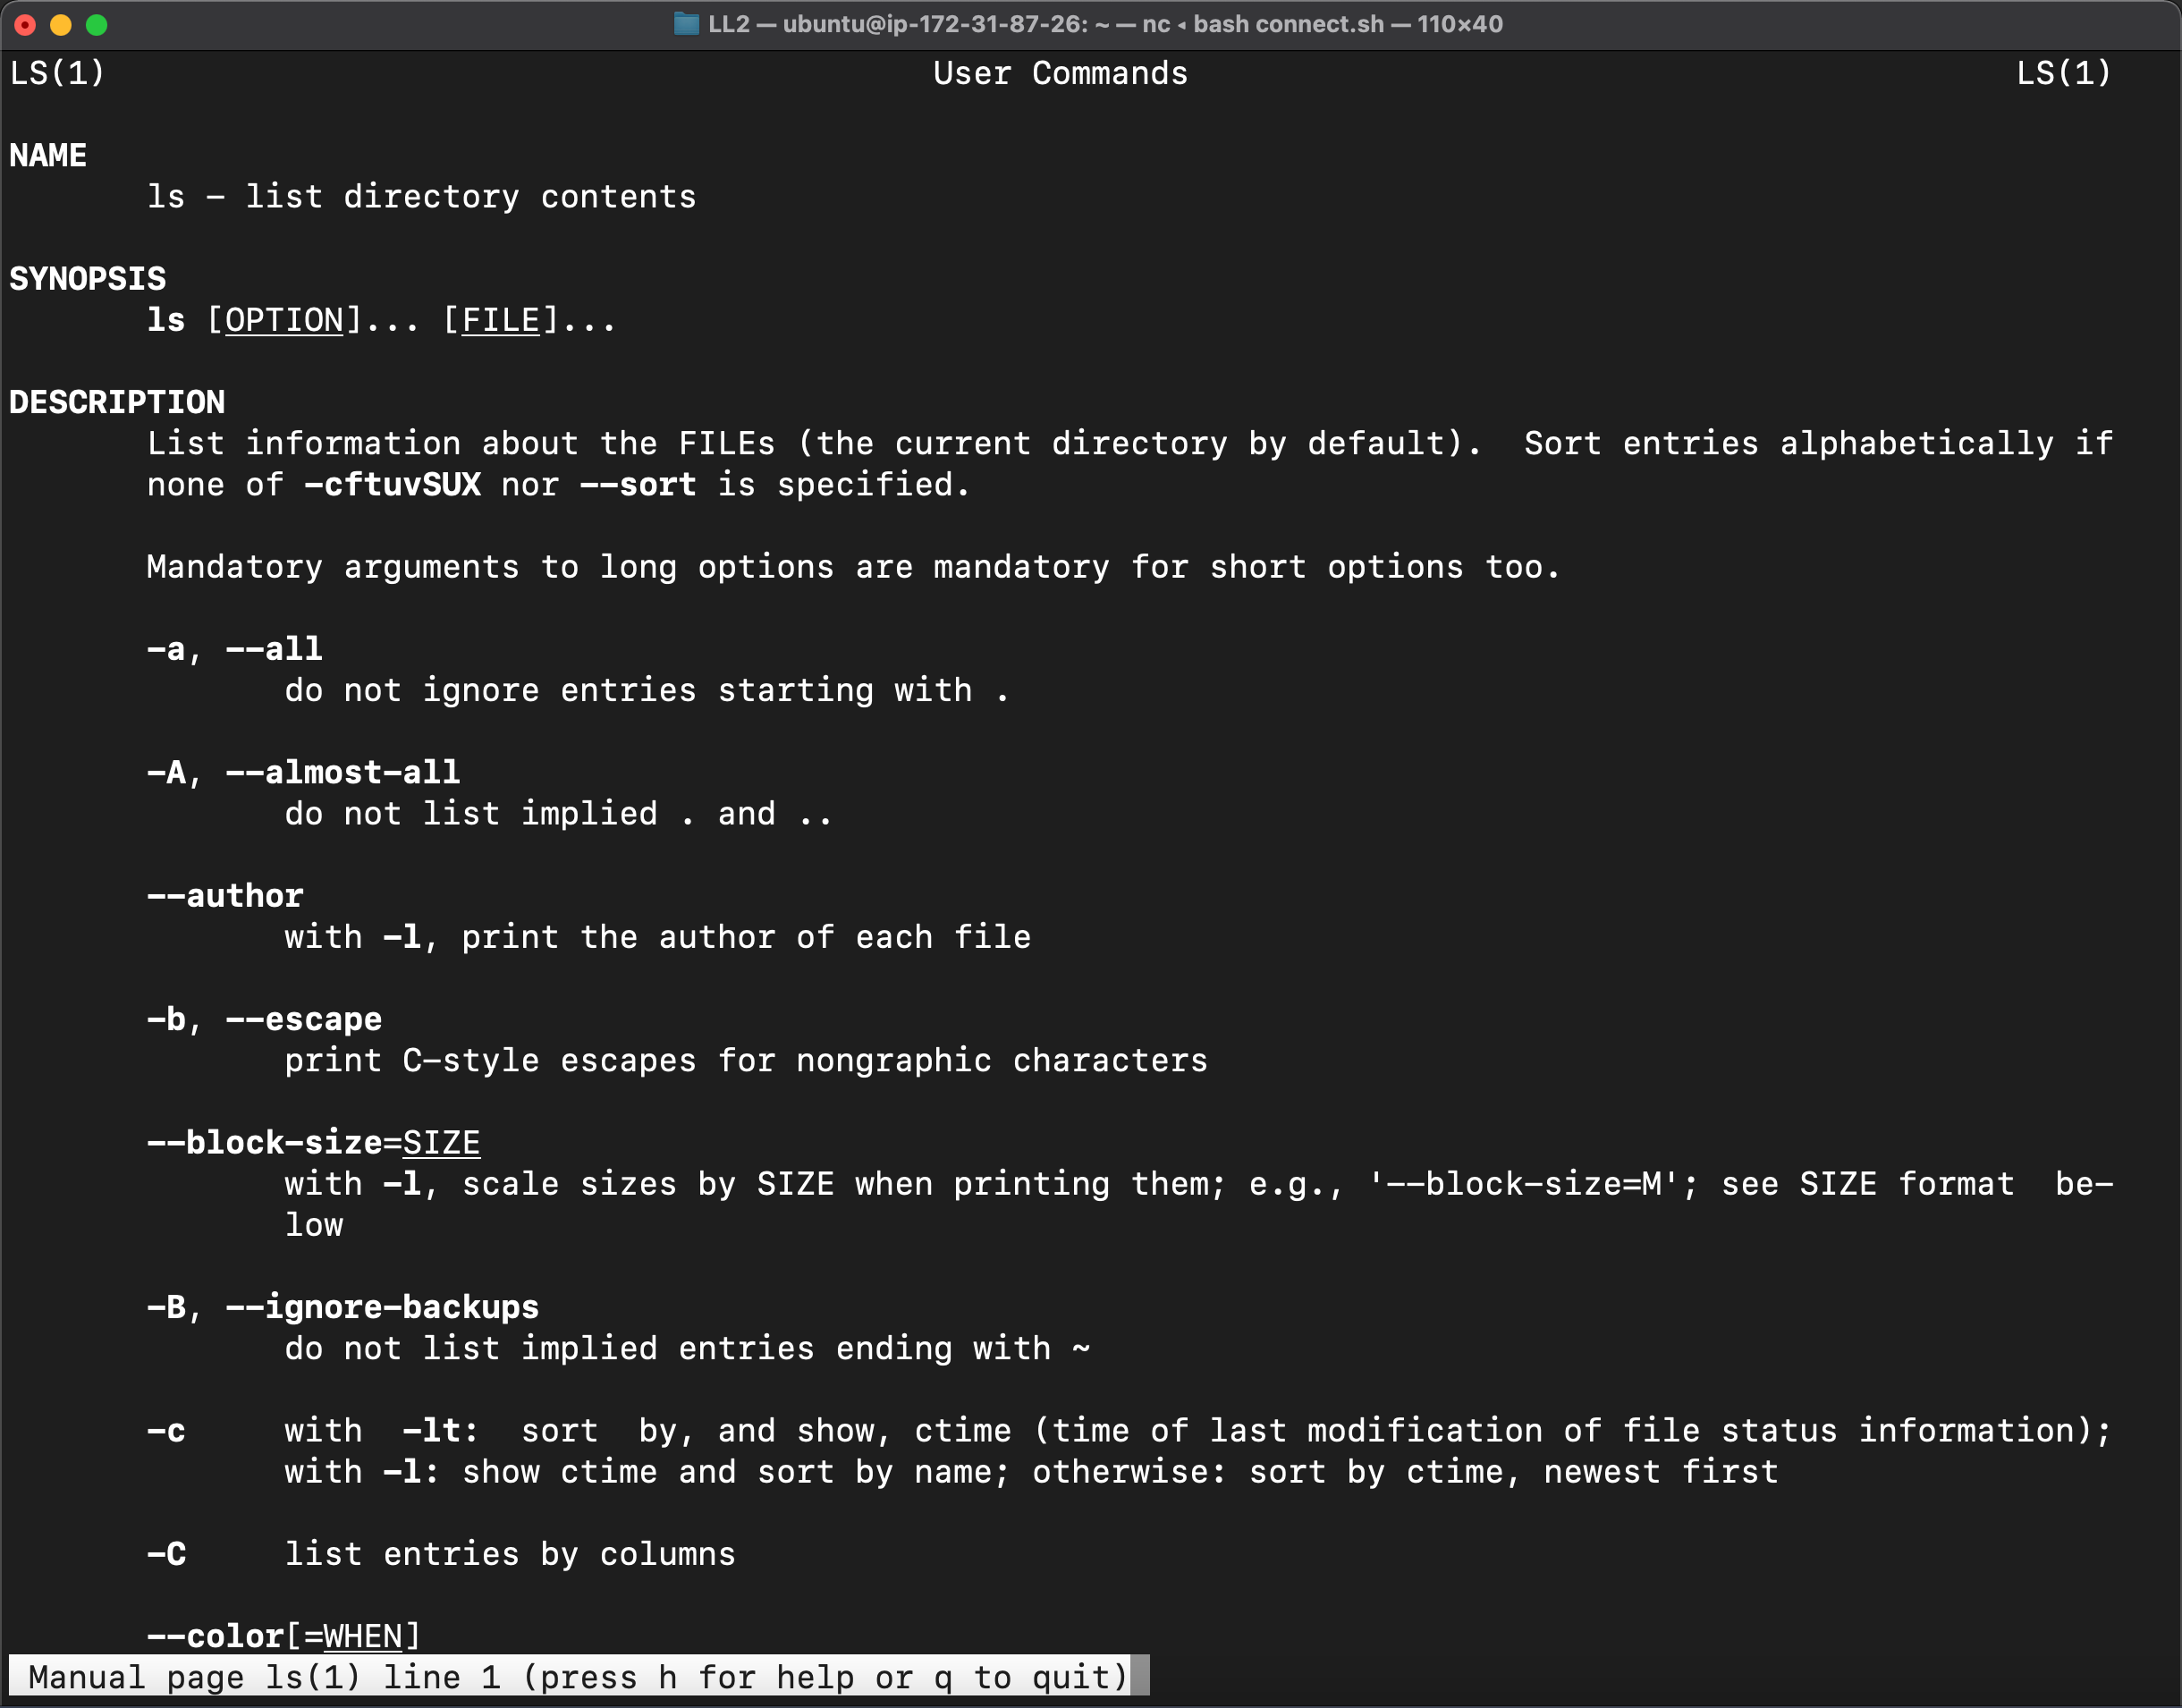 LL2 — ubuntu@ip-172-31-87-26: ~ — nc ◂ bash connect.sh — 110×40
LS(1) User Commands LS(1)
NAME
ls - list directory contents
SYNOPSIS
ls [OPTION]... [FILE]...
DESCRIPTION
List information about the FILEs (the current directory by default).  Sort entries alphabetically if
none of -cftuvSUX nor --sort is specified.
Mandatory arguments to long options are mandatory for short options too.
-a, --all
do not ignore entries starting with .
-A, --almost-all
do not list implied . and ..
--author
with -l, print the author of each file
-b, --escape
print C-style escapes for nongraphic characters
--block-size=SIZE
with -l, scale sizes by SIZE when printing them; e.g., '--block-size=M'; see SIZE format  be-
low
-B, --ignore-backups
do not list implied entries ending with ~
-c     with  -lt:  sort  by, and show, ctime (time of last modification of file status information);
with -l: show ctime and sort by name; otherwise: sort by ctime, newest first
-C     list entries by columns
--color[=WHEN]
Manual page ls(1) line 1 (press h for help or q to quit)